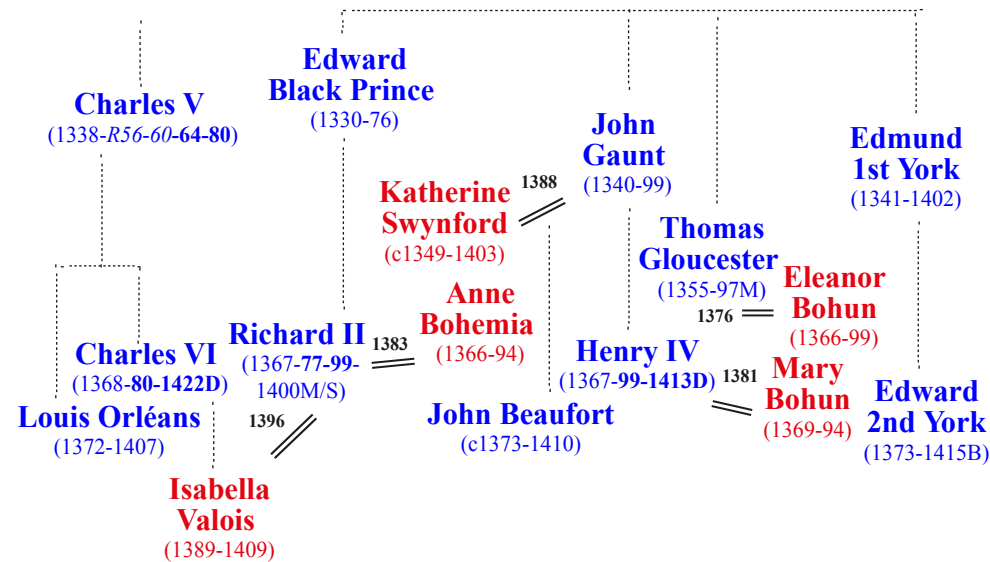 Edward
Black Prince
(1330-76)
Charles V
(1338-R56-60-64-80)
John
Gaunt
(1340-99)
Edmund
1st York
(1341-1402)
1388
Katherine
Swynford
(c1349-1403)
Thomas
Gloucester
(1355-97M)
Eleanor
Bohun
(1366-99)
1376
Anne
Bohemia
(1366-94)
1383
Richard II
(1367-77-99-
1400M/S)
Charles VI
(1368-80-1422D)
Henry IV
(1367-99-1413D)
1381
Mary
Bohun
(1369-94)
Edward
2nd York
(1373-1415B)
Louis Orléans
(1372-1407)
1396
John Beaufort
(c1373-1410)
Isabella
Valois
(1389-1409)